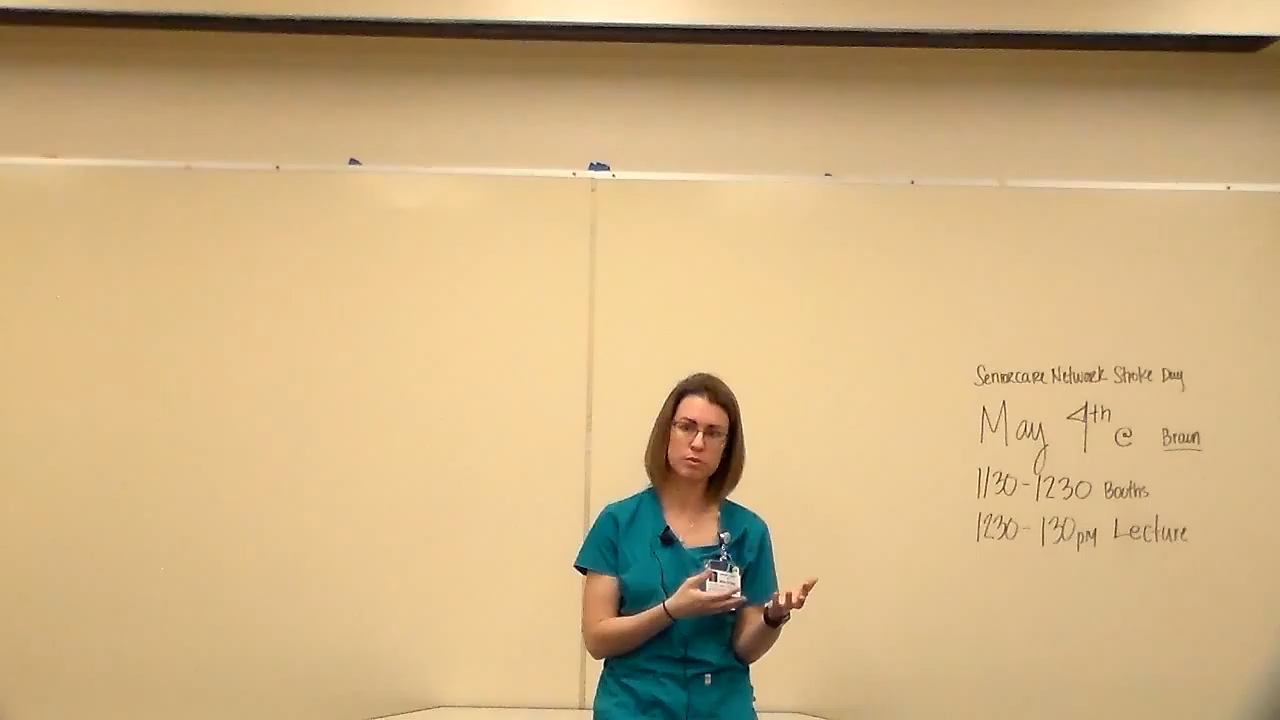 Seniorcare Network Stroke Day
May 4th @ Braun
1130-1230 Booths
1230-130pm Lecture